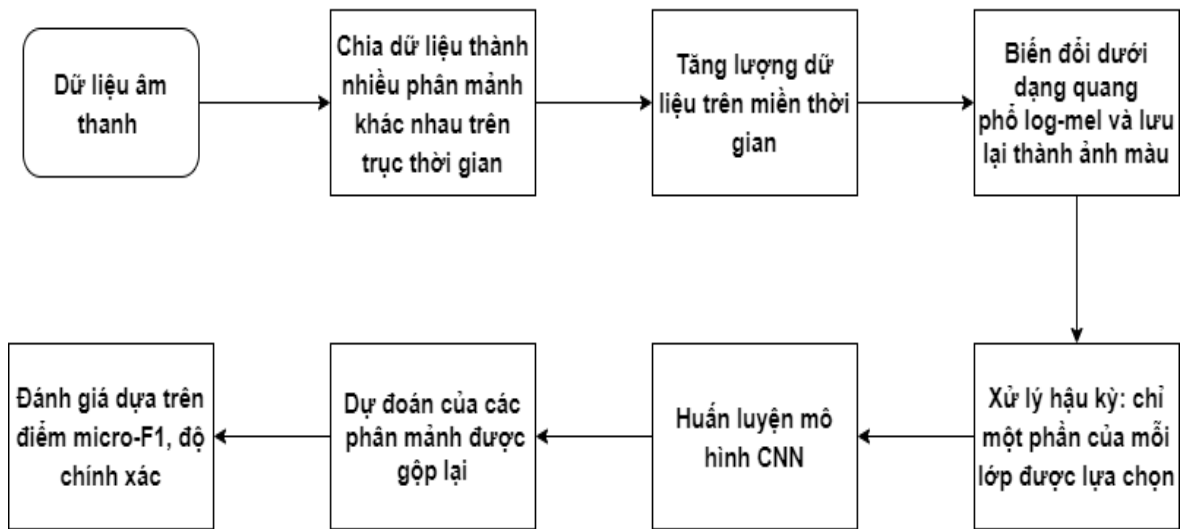 Dữ liệu âm
thanh
Chia dữ liệu thành
nhiều phân mảnh
khác nhau trên
trục thời gian
Tăng lượng dữ
liệu trên miền thời
gian
Biến đổi dưới
dạng quang
phổ log-mel và lưu
lại thành ảnh màu
Xử lý hậu kỳ: chỉ
một phần của mỗi
lớp được lựa chọn
Huấn luyện mô
hình CNN
Dự đoán của các
phân mảnh được
gộp lại
Đánh giá dựa trên
điểm micro-F1, độ
chính xác